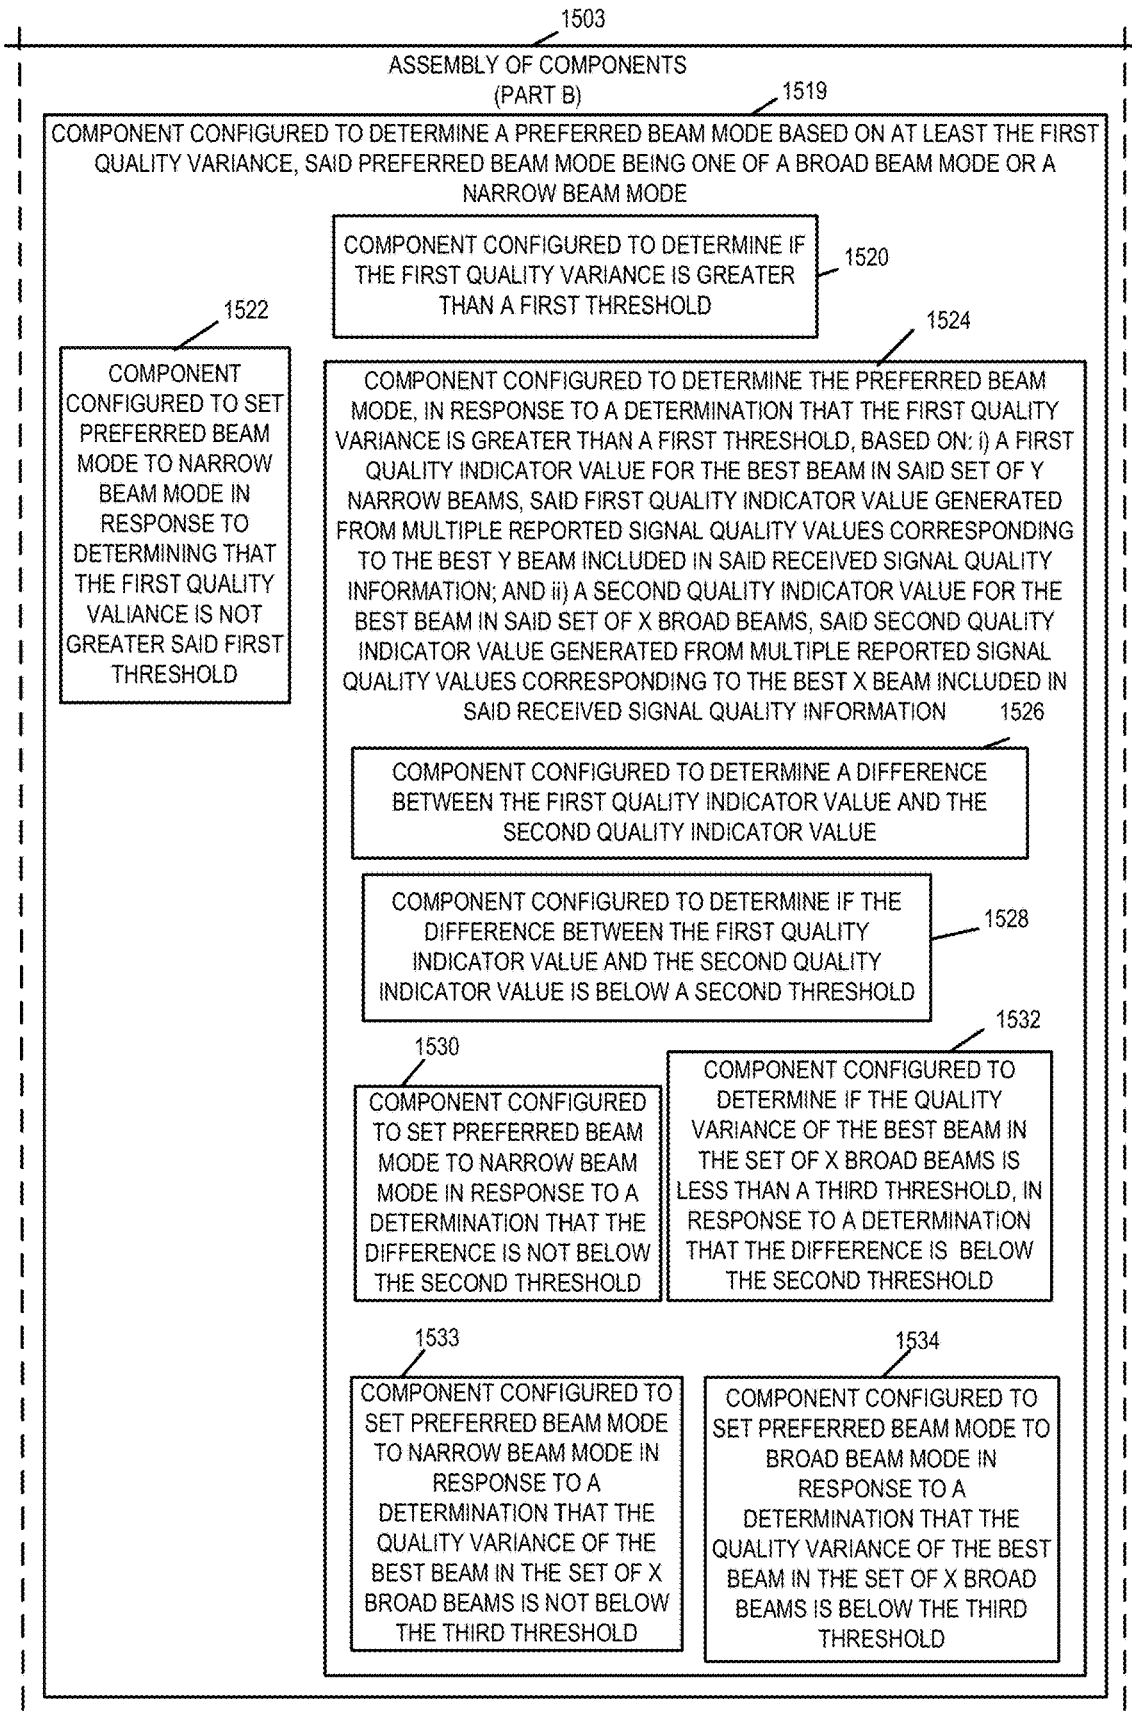 1503
ASSEMBLY OF COMPONENTS
(PART B)
1519
COMPONENT CONFIGURED TO DETERMINE A PREFERRED BEAM MODE BASED ON AT LEAST THE FIRST
QUALITY VARIANCE, SAID PREFERRED BEAM MODE BEING ONE OF A BROAD BEAM MODE OR A
NARROW BEAM MODE
COMPONENT CONFIGURED TO DETERMINE IF
THE FIRST QUALITY VARIANCE IS GREATER
THAN A FIRST THRESHOLD
1520
1522
COMPONENT
CONFIGURED TO SET
PREFERRED BEAM
MODE TO NARROW
BEAM MODE IN
RESPONSE TO
DETERMINING THAT
THE FIRST QUALITY
VALIANCE IS NOT
GREATER SAID FIRST
THRESHOLD
1524
COMPONENT CONFIGURED TO DETERMINE THE PREFERRED BEAM
MODE, IN RESPONSE TO A DETERMINATION THAT THE FIRST QUALITY
VARIANCE IS GREATER THAN A FIRST THRESHOLD, BASED ON: i) A FIRST
QUALITY INDICATOR VALUE FOR THE BEST BEAM IN SAID SET OF Y
NARROW BEAMS, SAID FIRST QUALITY INDICATOR VALUE GENERATED
FROM MULTIPLE REPORTED SIGNAL QUALITY VALUES CORRESPONDING
TO THE BEST Y BEAM INCLUDED IN SAID RECEIVED SIGNAL QUALITY
INFORMATION; AND ii) A SECOND QUALITY INDICATOR VALUE FOR THE
BEST BEAM IN SAID SET OF X BROAD BEAMS, SAID SECOND QUALITY
INDICATOR VALUE GENERATED FROM MULTIPLE REPORTED SIGNAL
QUALITY VALUES CORRESPONDING TO THE BEST X BEAM INCLUDED IN
SAID RECEIVED SIGNAL QUALITY INFORMATION
1526
COMPONENT CONFIGURED TO DETERMINE A DIFFERENCE
BETWEEN THE FIRST QUALITY INDICATOR VALUE AND THE
SECOND QUALITY INDICATOR VALUE
COMPONENT CONFIGURED TO DETERMINE IF THE
DIFFERENCE BETWEEN THE FIRST QUALITY
INDICATOR VALUE AND THE SECOND QUALITY
INDICATOR VALUE IS BELOW A SECOND THRESHOLD
1528
1530
COMPONENT CONFIGURED
TO SET PREFERRED BEAM
MODE TO NARROW BEAM
MODE IN RESPONSE TO A
DETERMINATION THAT THE
DIFFERENCE IS NOT BELOW
THE SECOND THRESHOLD
1532
COMPONENT CONFIGURED TO
DETERMINE IF THE QUALITY
VARIANCE OF THE BEST BEAM IN
THE SET OF X BROAD BEAMS IS
LESS THAN A THIRD THRESHOLD, IN
RESPONSE TO A DETERMINATION
THAT THE DIFFERENCE IS BELOW
THE SECOND THRESHOLD
1533
COMPONENT CONFIGURED TO
SET PREFERRED BEAM MODE
TO NARROW BEAM MODE IN
RESPONSE TO A
DETERMINATION THAT THE
QUALITY VARIANCE OF THE
BEST BEAM IN THE SET OF X
BROAD BEAMS IS NOT BELOW
THE THIRD THRESHOLD
1534
COMPONENT CONFIGURED TO
SET PREFERRED BEAM MODE TO
BROAD BEAM MODE IN
RESPONSE TO A
DETERMINATION THAT THE
QUALITY VARIANCE OF THE BEST
BEAM IN THE SET OF X BROAD
BEAMS IS BELOW THE THIRD
THRESHOLD